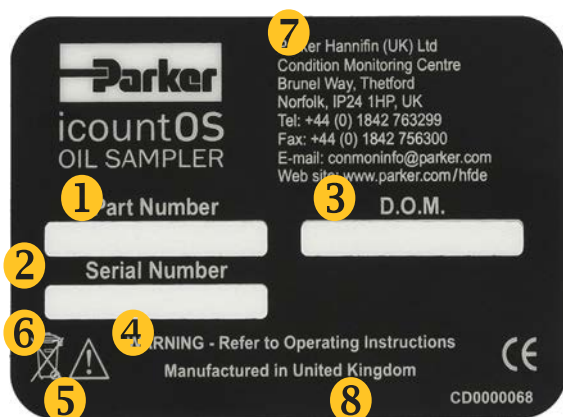 7
Parker
Parker Hannifin (UK) Ltd
Condition Monitoring Centre
Brunel Way, Thetford
Norfolk, IP24 1HP, UK
Tel: +44 (0) 1842 763299
Fax: +44 (0) 1842 756300
E-mail: conmoninfo@parker.com
Web site: www.parker.com/hfde
icountOS
OIL SAMPLER
1 Part Number
3 D.O.M.
2 Serial Number
6
4 WARNING - Refer to Operating Instructions
Manufactured in United Kingdom
CE
5
8
CD0000068